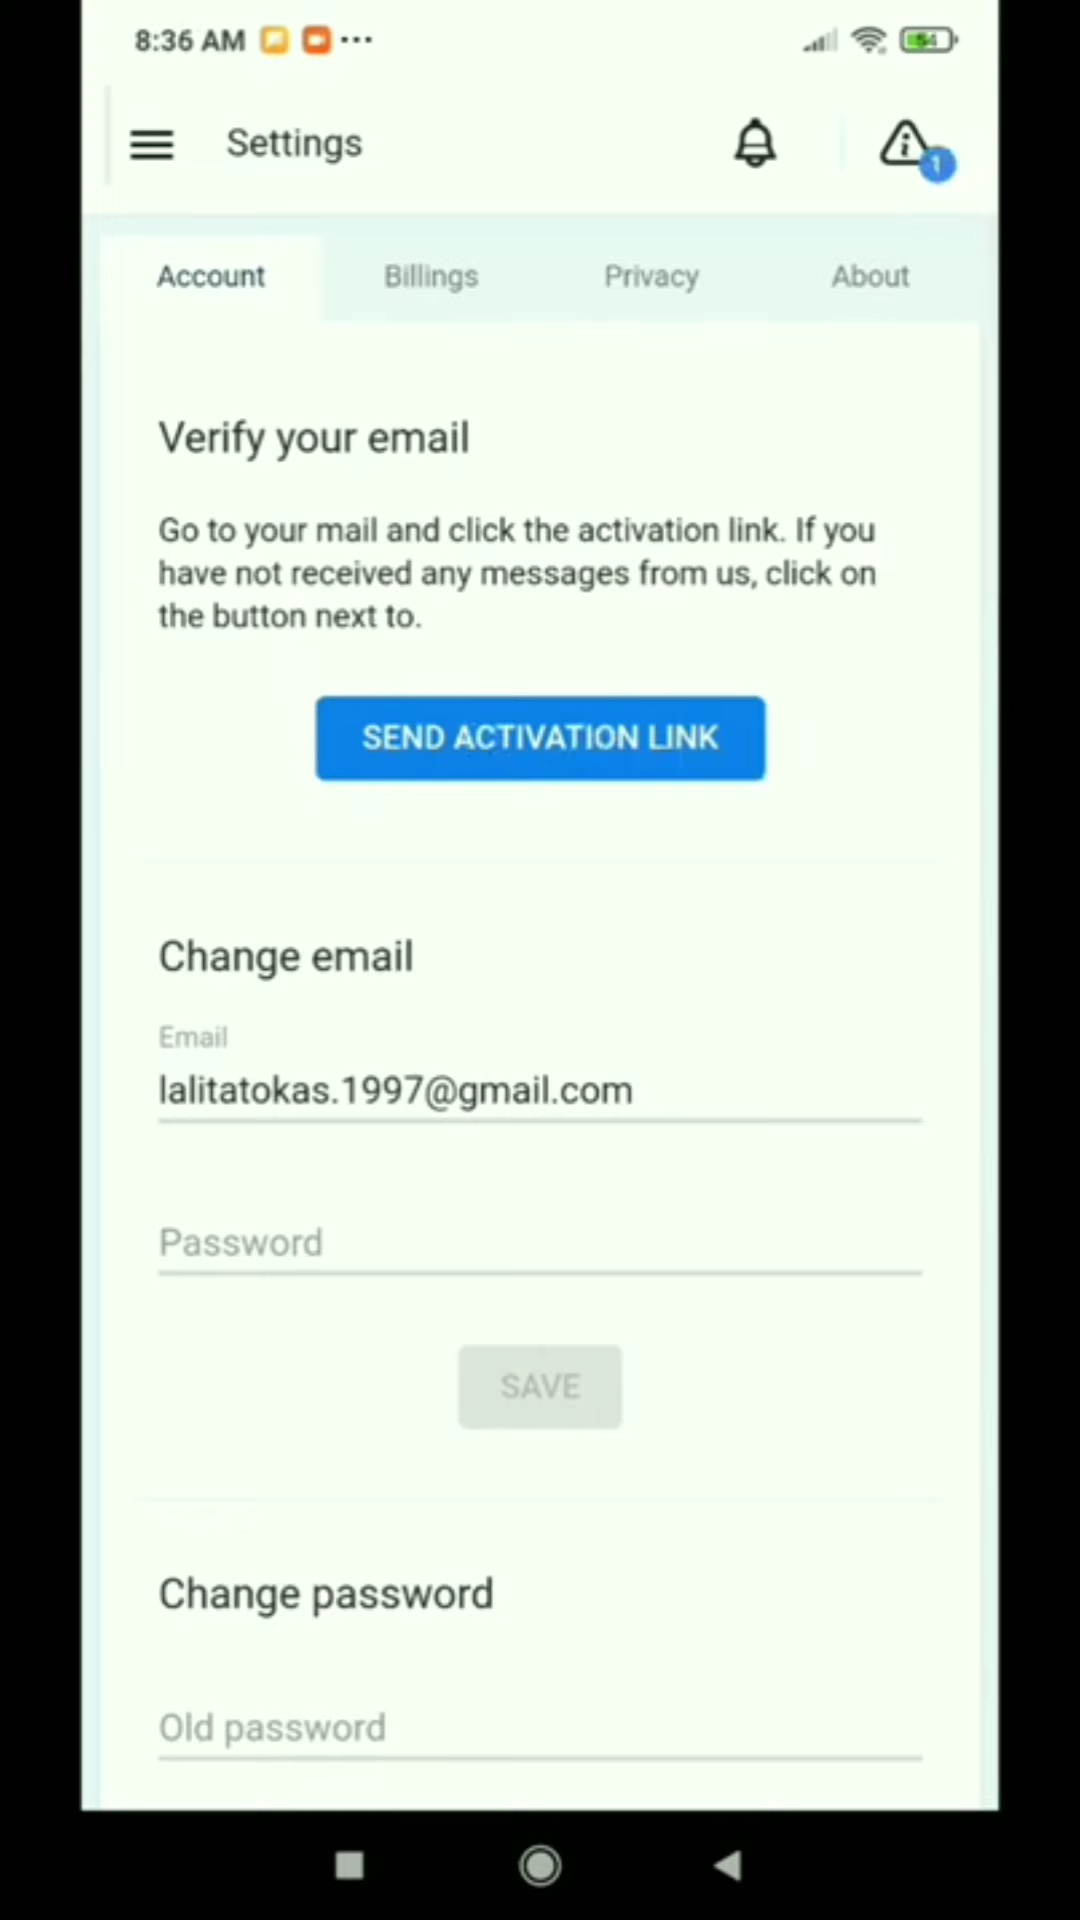 8:36 AM
54
Settings
1
Account
Billings
Privacy
About
Verify your email
Go to your mail and click the activation link. If you
have not received any messages from us, click on
the button next to.
SEND ACTIVATION LINK
Change email
Email
lalitatokas.1997@gmail.com
Password
SAVE
Change password
Old password